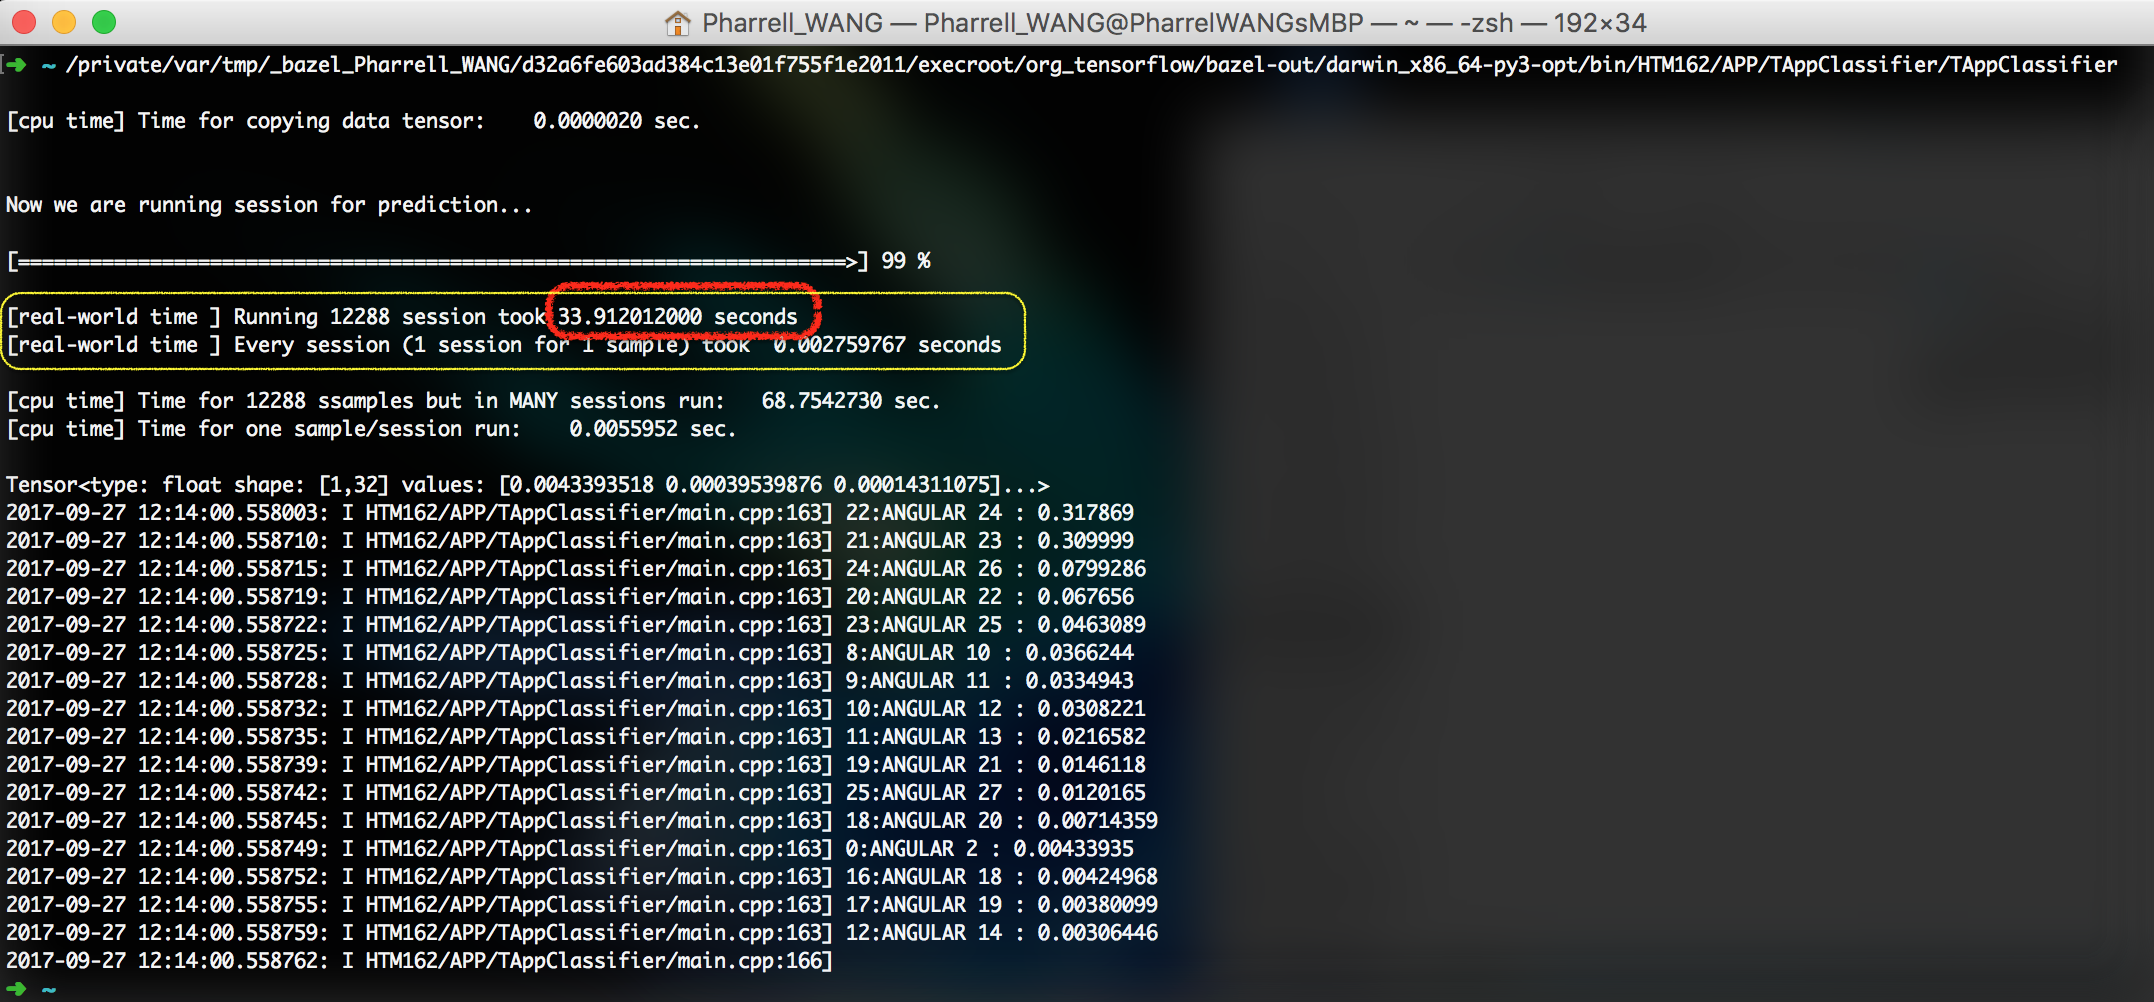 Pharrell_WANG — Pharrell_WANG@PharrelWANGsMBP — ~ — -zsh — 192×34
[➜ ~ /private/var/tmp/_bazel_Pharrell_WANG/d32a6fe603ad384c13e01f755f1e2011/execroot/org_tensorflow/bazel-out/darwin_x86_64-py3-opt/bin/HTM162/APP/TAppClassifier/TAppClassifier
[cpu time] Time for copying data tensor:    0.0000020 sec.
Now we are running session for prediction...
[=====================================================================>] 99 %
[real-world time ] Running 12288 session took 33.912012000 seconds
[real-world time ] Every session (1 session for 1 sample) took  0.002759767 seconds
[cpu time] Time for 12288 ssamples but in MANY sessions run:   68.7542730 sec.
[cpu time] Time for one sample/session run:    0.0055952 sec.
Tensor<type: float shape: [1,32] values: [0.0043393518 0.00039539876 0.00014311075]...>
2017-09-27 12:14:00.558003: I HTM162/APP/TAppClassifier/main.cpp:163] 22:ANGULAR 24 : 0.317869
2017-09-27 12:14:00.558710: I HTM162/APP/TAppClassifier/main.cpp:163] 21:ANGULAR 23 : 0.309999
2017-09-27 12:14:00.558715: I HTM162/APP/TAppClassifier/main.cpp:163] 24:ANGULAR 26 : 0.0799286
2017-09-27 12:14:00.558719: I HTM162/APP/TAppClassifier/main.cpp:163] 20:ANGULAR 22 : 0.067656
2017-09-27 12:14:00.558722: I HTM162/APP/TAppClassifier/main.cpp:163] 23:ANGULAR 25 : 0.0463089
2017-09-27 12:14:00.558725: I HTM162/APP/TAppClassifier/main.cpp:163] 8:ANGULAR 10 : 0.0366244
2017-09-27 12:14:00.558728: I HTM162/APP/TAppClassifier/main.cpp:163] 9:ANGULAR 11 : 0.0334943
2017-09-27 12:14:00.558732: I HTM162/APP/TAppClassifier/main.cpp:163] 10:ANGULAR 12 : 0.0308221
2017-09-27 12:14:00.558735: I HTM162/APP/TAppClassifier/main.cpp:163] 11:ANGULAR 13 : 0.0216582
2017-09-27 12:14:00.558739: I HTM162/APP/TAppClassifier/main.cpp:163] 19:ANGULAR 21 : 0.0146118
2017-09-27 12:14:00.558742: I HTM162/APP/TAppClassifier/main.cpp:163] 25:ANGULAR 27 : 0.0120165
2017-09-27 12:14:00.558745: I HTM162/APP/TAppClassifier/main.cpp:163] 18:ANGULAR 20 : 0.00714359
2017-09-27 12:14:00.558749: I HTM162/APP/TAppClassifier/main.cpp:163] 0:ANGULAR 2 : 0.00433935
2017-09-27 12:14:00.558752: I HTM162/APP/TAppClassifier/main.cpp:163] 16:ANGULAR 18 : 0.00424968
2017-09-27 12:14:00.558755: I HTM162/APP/TAppClassifier/main.cpp:163] 17:ANGULAR 19 : 0.00380099
2017-09-27 12:14:00.558759: I HTM162/APP/TAppClassifier/main.cpp:163] 12:ANGULAR 14 : 0.00306446
2017-09-27 12:14:00.558762: I HTM162/APP/TAppClassifier/main.cpp:166]
➜ ~